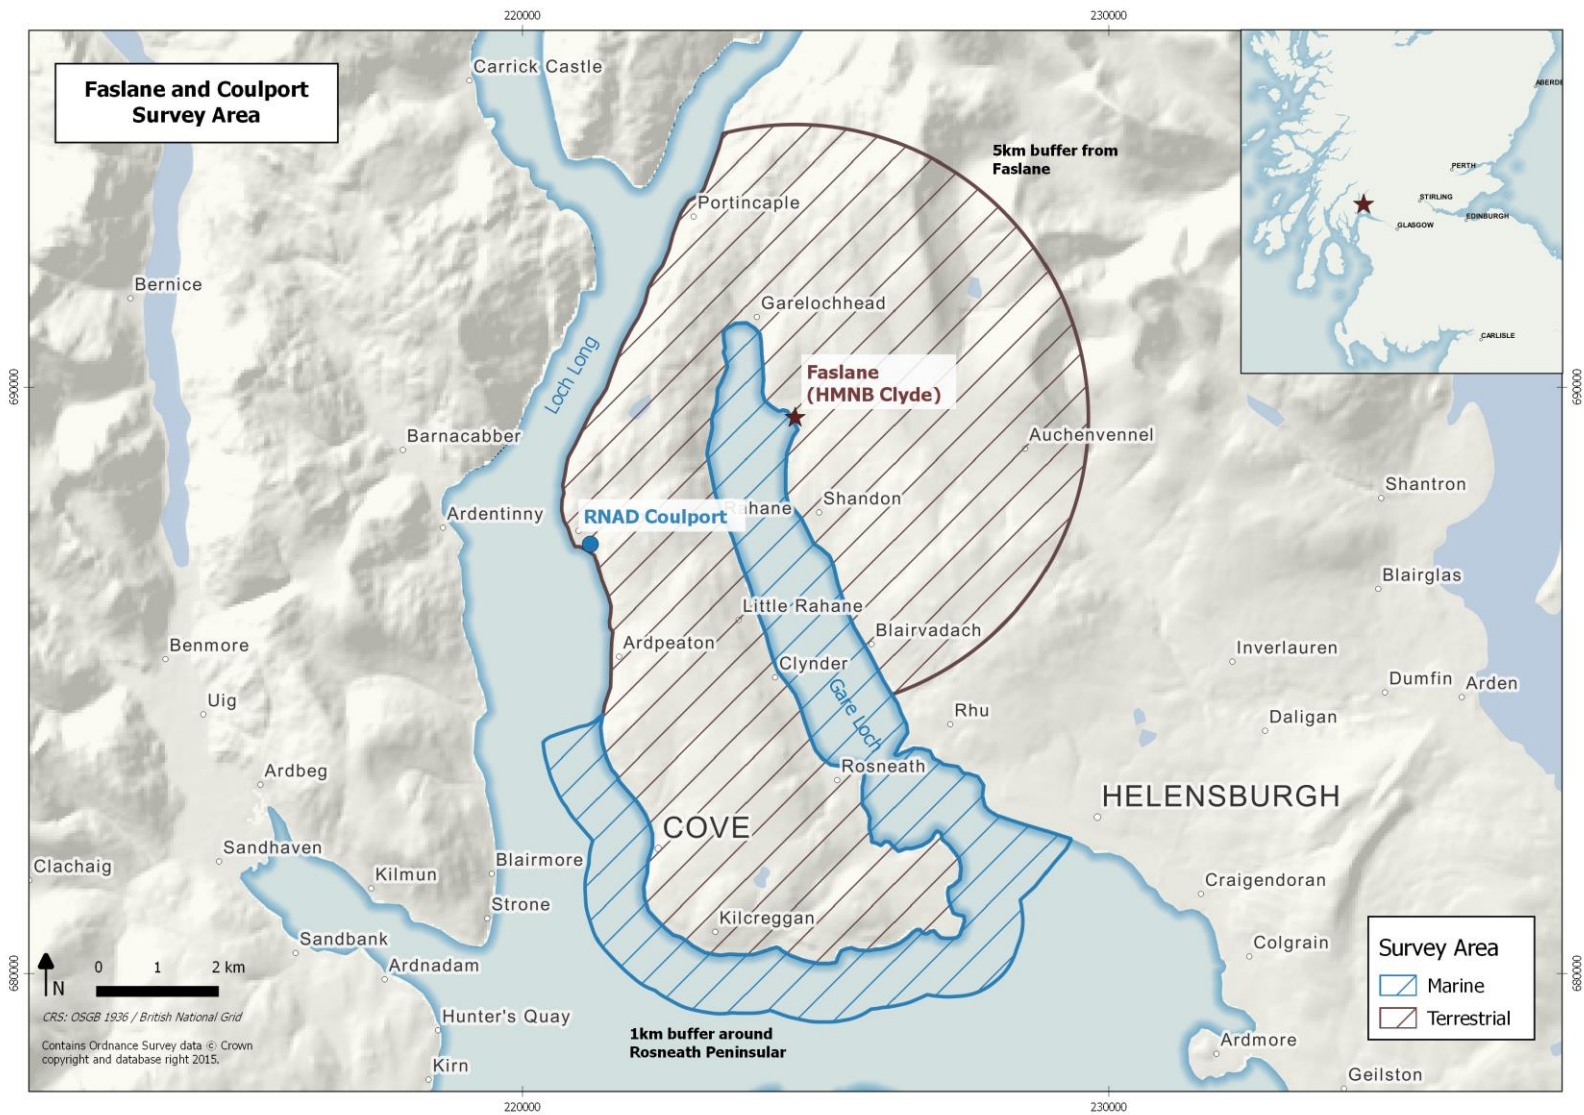 220000
230000
Faslane and Coulport
Survey Area
Carrick Castle
5km buffer from
Faslane
ABERDE
PERTH
STIRLING
EDINBURGH
GLASGOW
CARLISLE
Portincaple
Bernice
Garelochhead
Loch Long
690000
690000
Faslane
(HMNB Clyde)
Barnacabber
Auchenvennel
Shantron
Ardentinny
RNAD Coulport
Rahane
Shandon
Blairglas
Little Rahane
Benmore
Ardpeaton
Blairvadach
Inverlauren
Clynder
Dumfin
Arden
Uig
Gare Loch
Rhu
Daligan
Ardbeg
Rosneath
HELENSBURGH
COVE
Sandhaven
Clachaig
Kilmun
Blairmore
Craigendoran
Strone
Kilcreggan
Sandbank
Colgrain
Ardnadam
680000
680000
N
0 1 2 km
CRS: OSGB 1936 / British National Grid
Contains Ordnance Survey data © Crown
copyright and database right 2015.
Hunter's Quay
Kirn
1km buffer around
Rosneath Peninsular
Survey Area
Marine
Terrestrial
Ardmore
Geilston
220000
230000